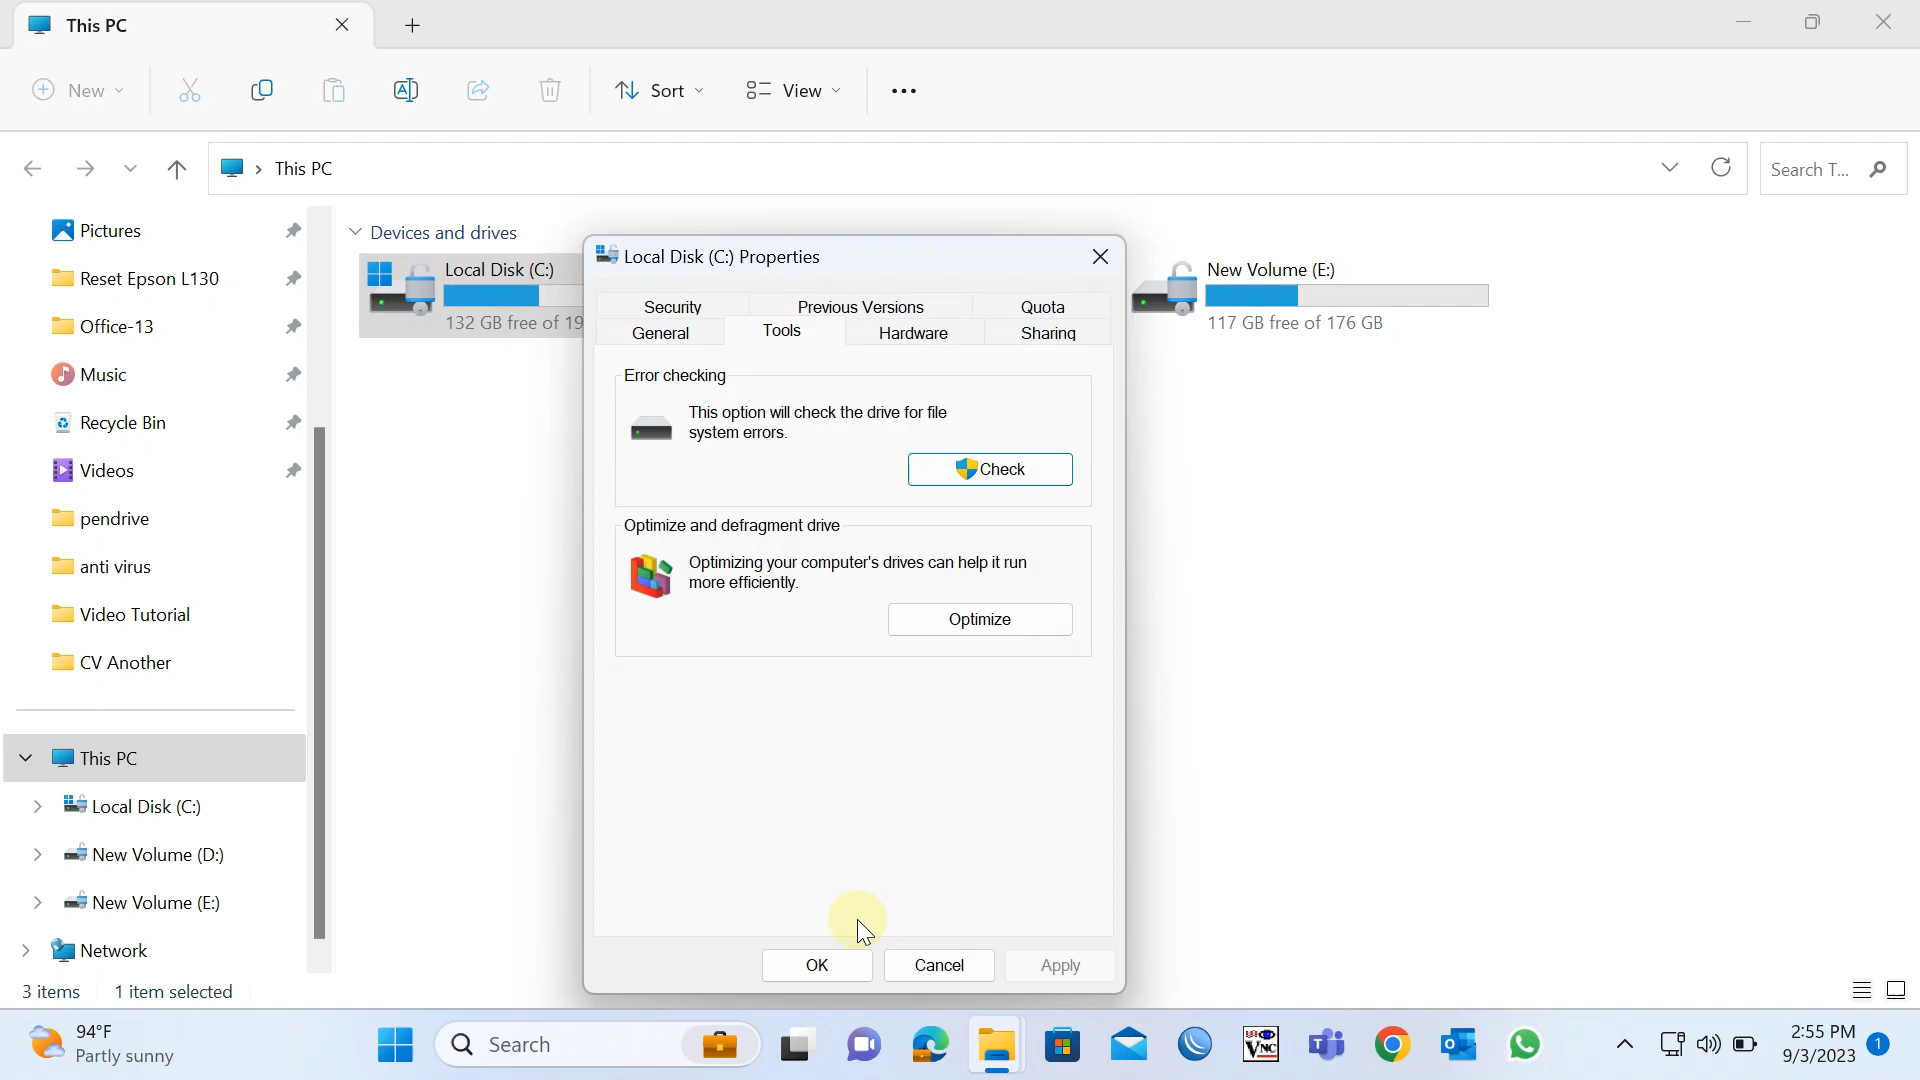 This PC
New
Sort
View
This PC
Search T...
Pictures
Reset Epson L130
Office-13
Music
Recycle Bin
Videos
pendrive
anti virus
Video Tutorial
CV Another
This PC
Local Disk (C:)
New Volume (D:)
New Volume (E:)
Network
3 items
1 item selected
Devices and drives
Local Disk (C:)
132 GB free of 19
New Volume (E:)
117 GB free of 176 GB
Local Disk (C:) Properties
Security
Previous Versions
Quota
General
Tools
Hardware
Sharing
Error checking
This option will check the drive for file
system errors.
Check
Optimize and defragment drive
Optimizing your computer's drives can help it run
more efficiently.
Optimize
OK
Cancel
Apply
94°F
Partly sunny
Search
VNC
2:55 PM
9/3/2023
1